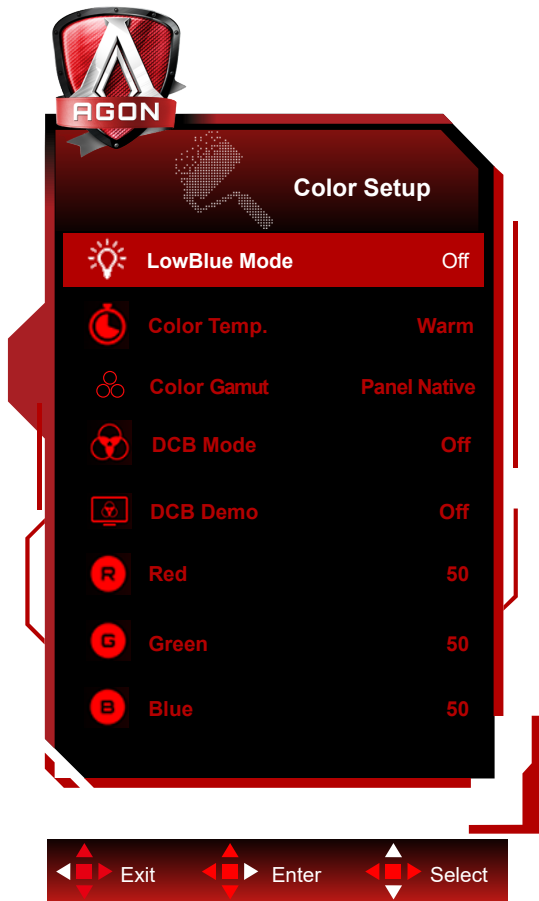 AGON
Color Setup
LowBlue Mode Off
Color Temp. Warm
Color Gamut Panel Native
DCB Mode Off
DCB Demo Off
R Red 50
G Green 50
B Blue 50
Exit Enter Select